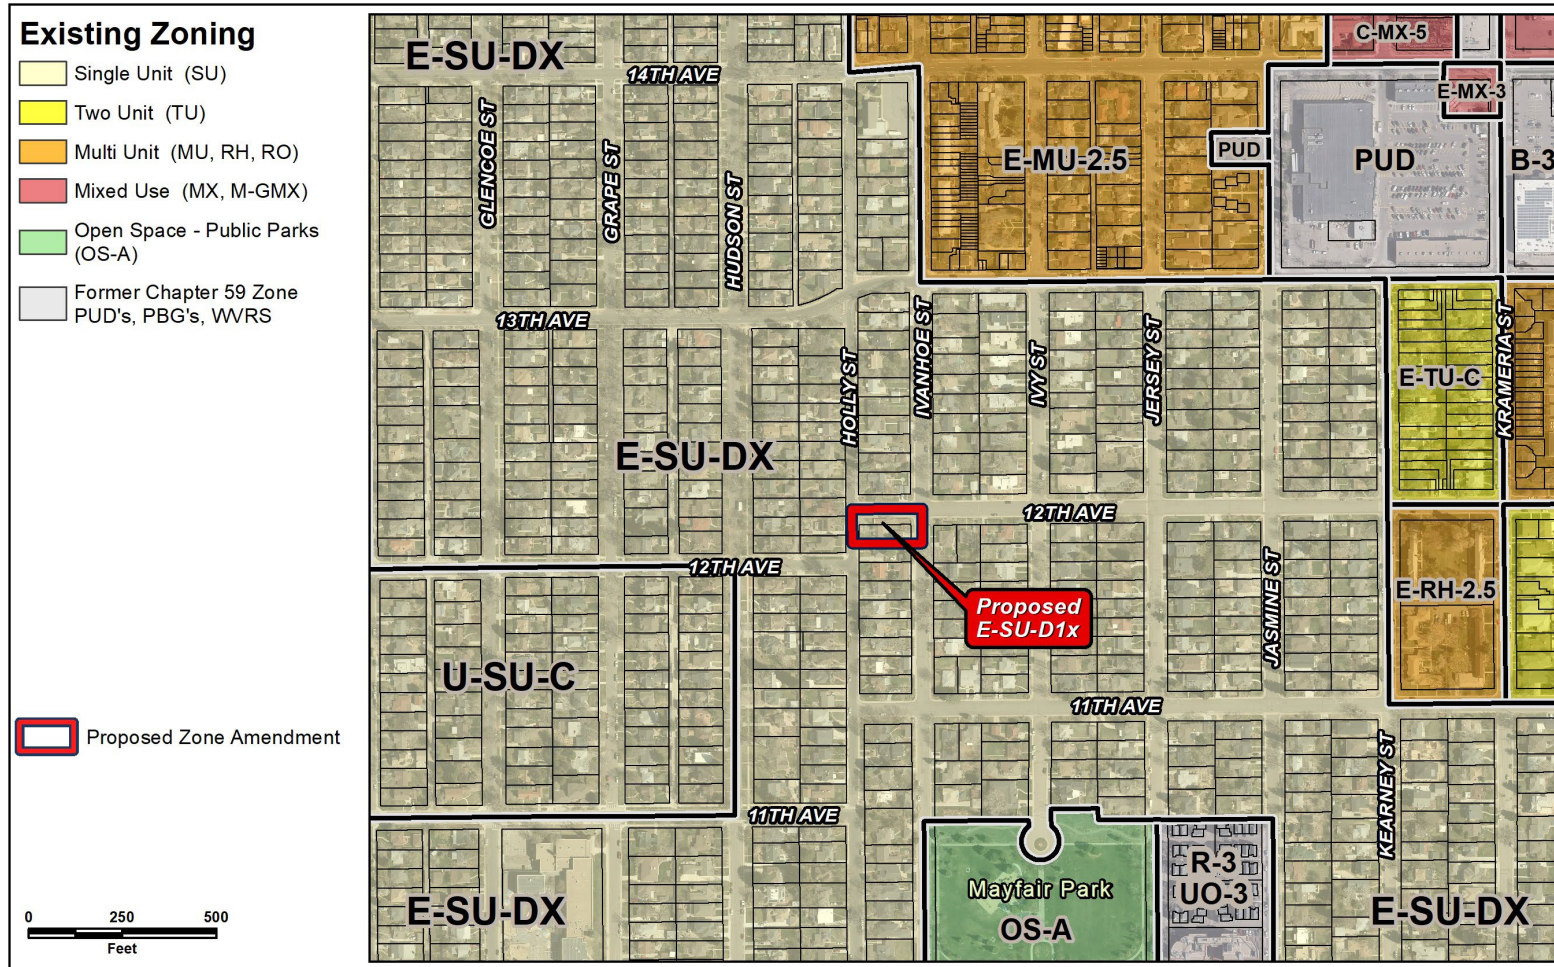 Existing Zoning
Single Unit (SU)
Two Unit (TU)
Multi Unit (MU, RH, RO)
Mixed Use (MX, M-GMX)
Open Space - Public Parks
(OS-A)
Former Chapter 59 Zone
PUD's, PBG's, WVRS
Proposed Zone Amendment
0 250 500
Feet
E-SU-DX
14TH AVE
C-MX-5
E-MX-3
GLENCOE ST
GRAPE ST
HUDSON ST
E-MU-2.5
PUD
PUD
B-3
13TH AVE
HOLLY ST
IVANHOE ST
IVY ST
JERSEY ST
E-TU-C
KRAMERIA ST
E-SU-DX
12TH AVE
12TH AVE
Proposed
E-SU-D1x
JASMINE ST
E-RH-2.5
U-SU-C
11TH AVE
KEARNEY ST
11TH AVE
R-3
UO-3
Mayfair Park
OS-A
E-SU-DX
E-SU-DX